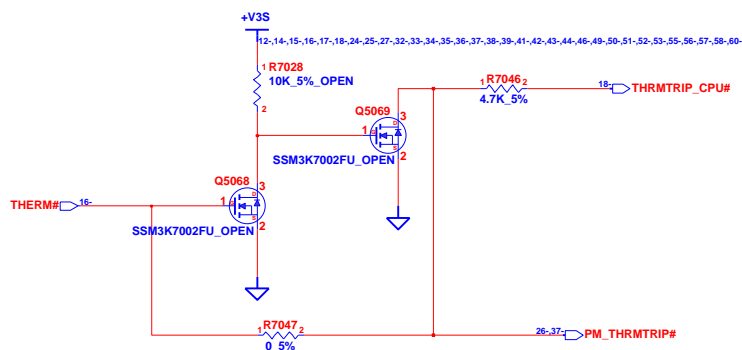 +V3S
12-,14-,15-,16-,17-,18-,24-,25-,27-,32-,33-,34-,35-,36-,37-,38-,39-,41-,42-,43-,44-,46-,49-,50-,51-,52-,53-,55-,56-,57-,58-,60-
1 R7028
10K_5%_OPEN
2
R7046
1 2
4.7K_5%
18-
THRMTRIP_CPU#
Q5069
3
D
1
G
S
2
SSM3K7002FU_OPEN
Q5068
3
D
THERM#
16-
1
G
S
2
SSM3K7002FU_OPEN
R7047
1 2
0_5%
26-,37-
PM_THRMTRIP#